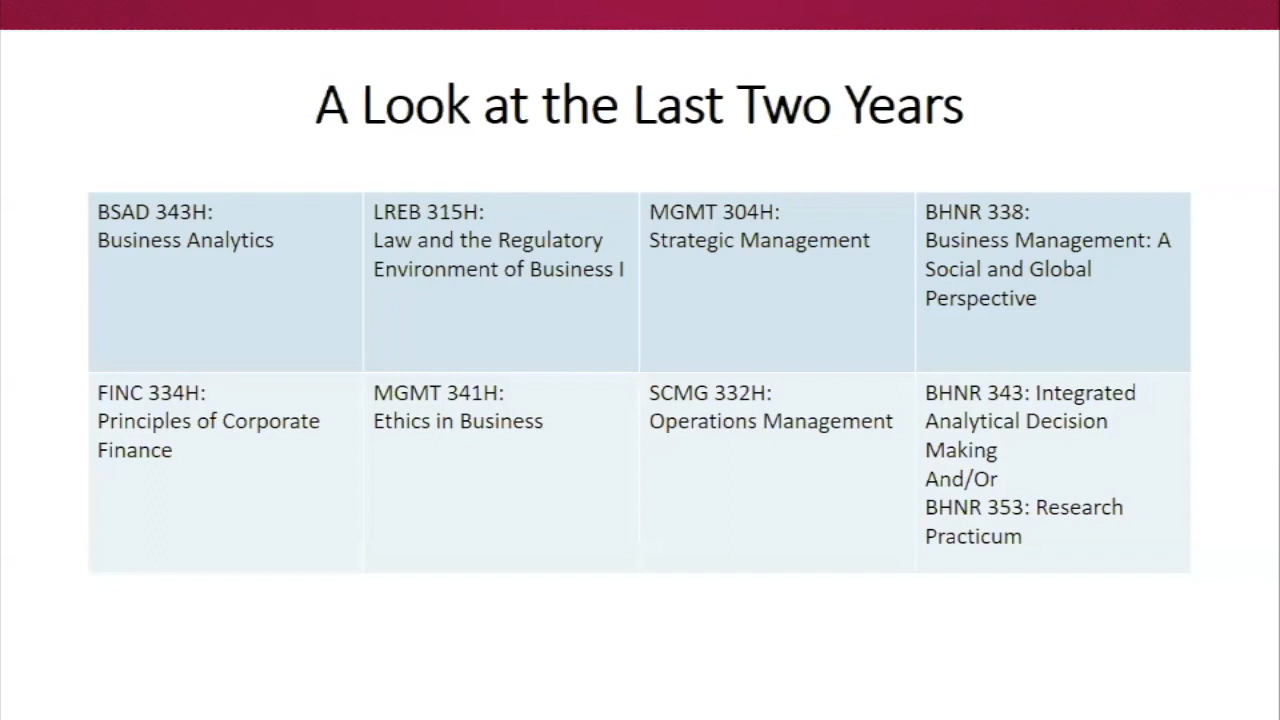 A Look at the Last Two Years
BSAD 343H:
Business Analytics
LREB 315H:
Law and the Regulatory
Environment of Business I
MGMT 304H:
Strategic Management
BHNR 338:
Business Management: A
Social and Global
Perspective
FINC 334H:
Principles of Corporate
Finance
MGMT 341H:
Ethics in Business
SCMG 332H:
Operations Management
BHNR 343: Integrated
Analytical Decision
Making
And/Or
BHNR 353: Research
Practicum